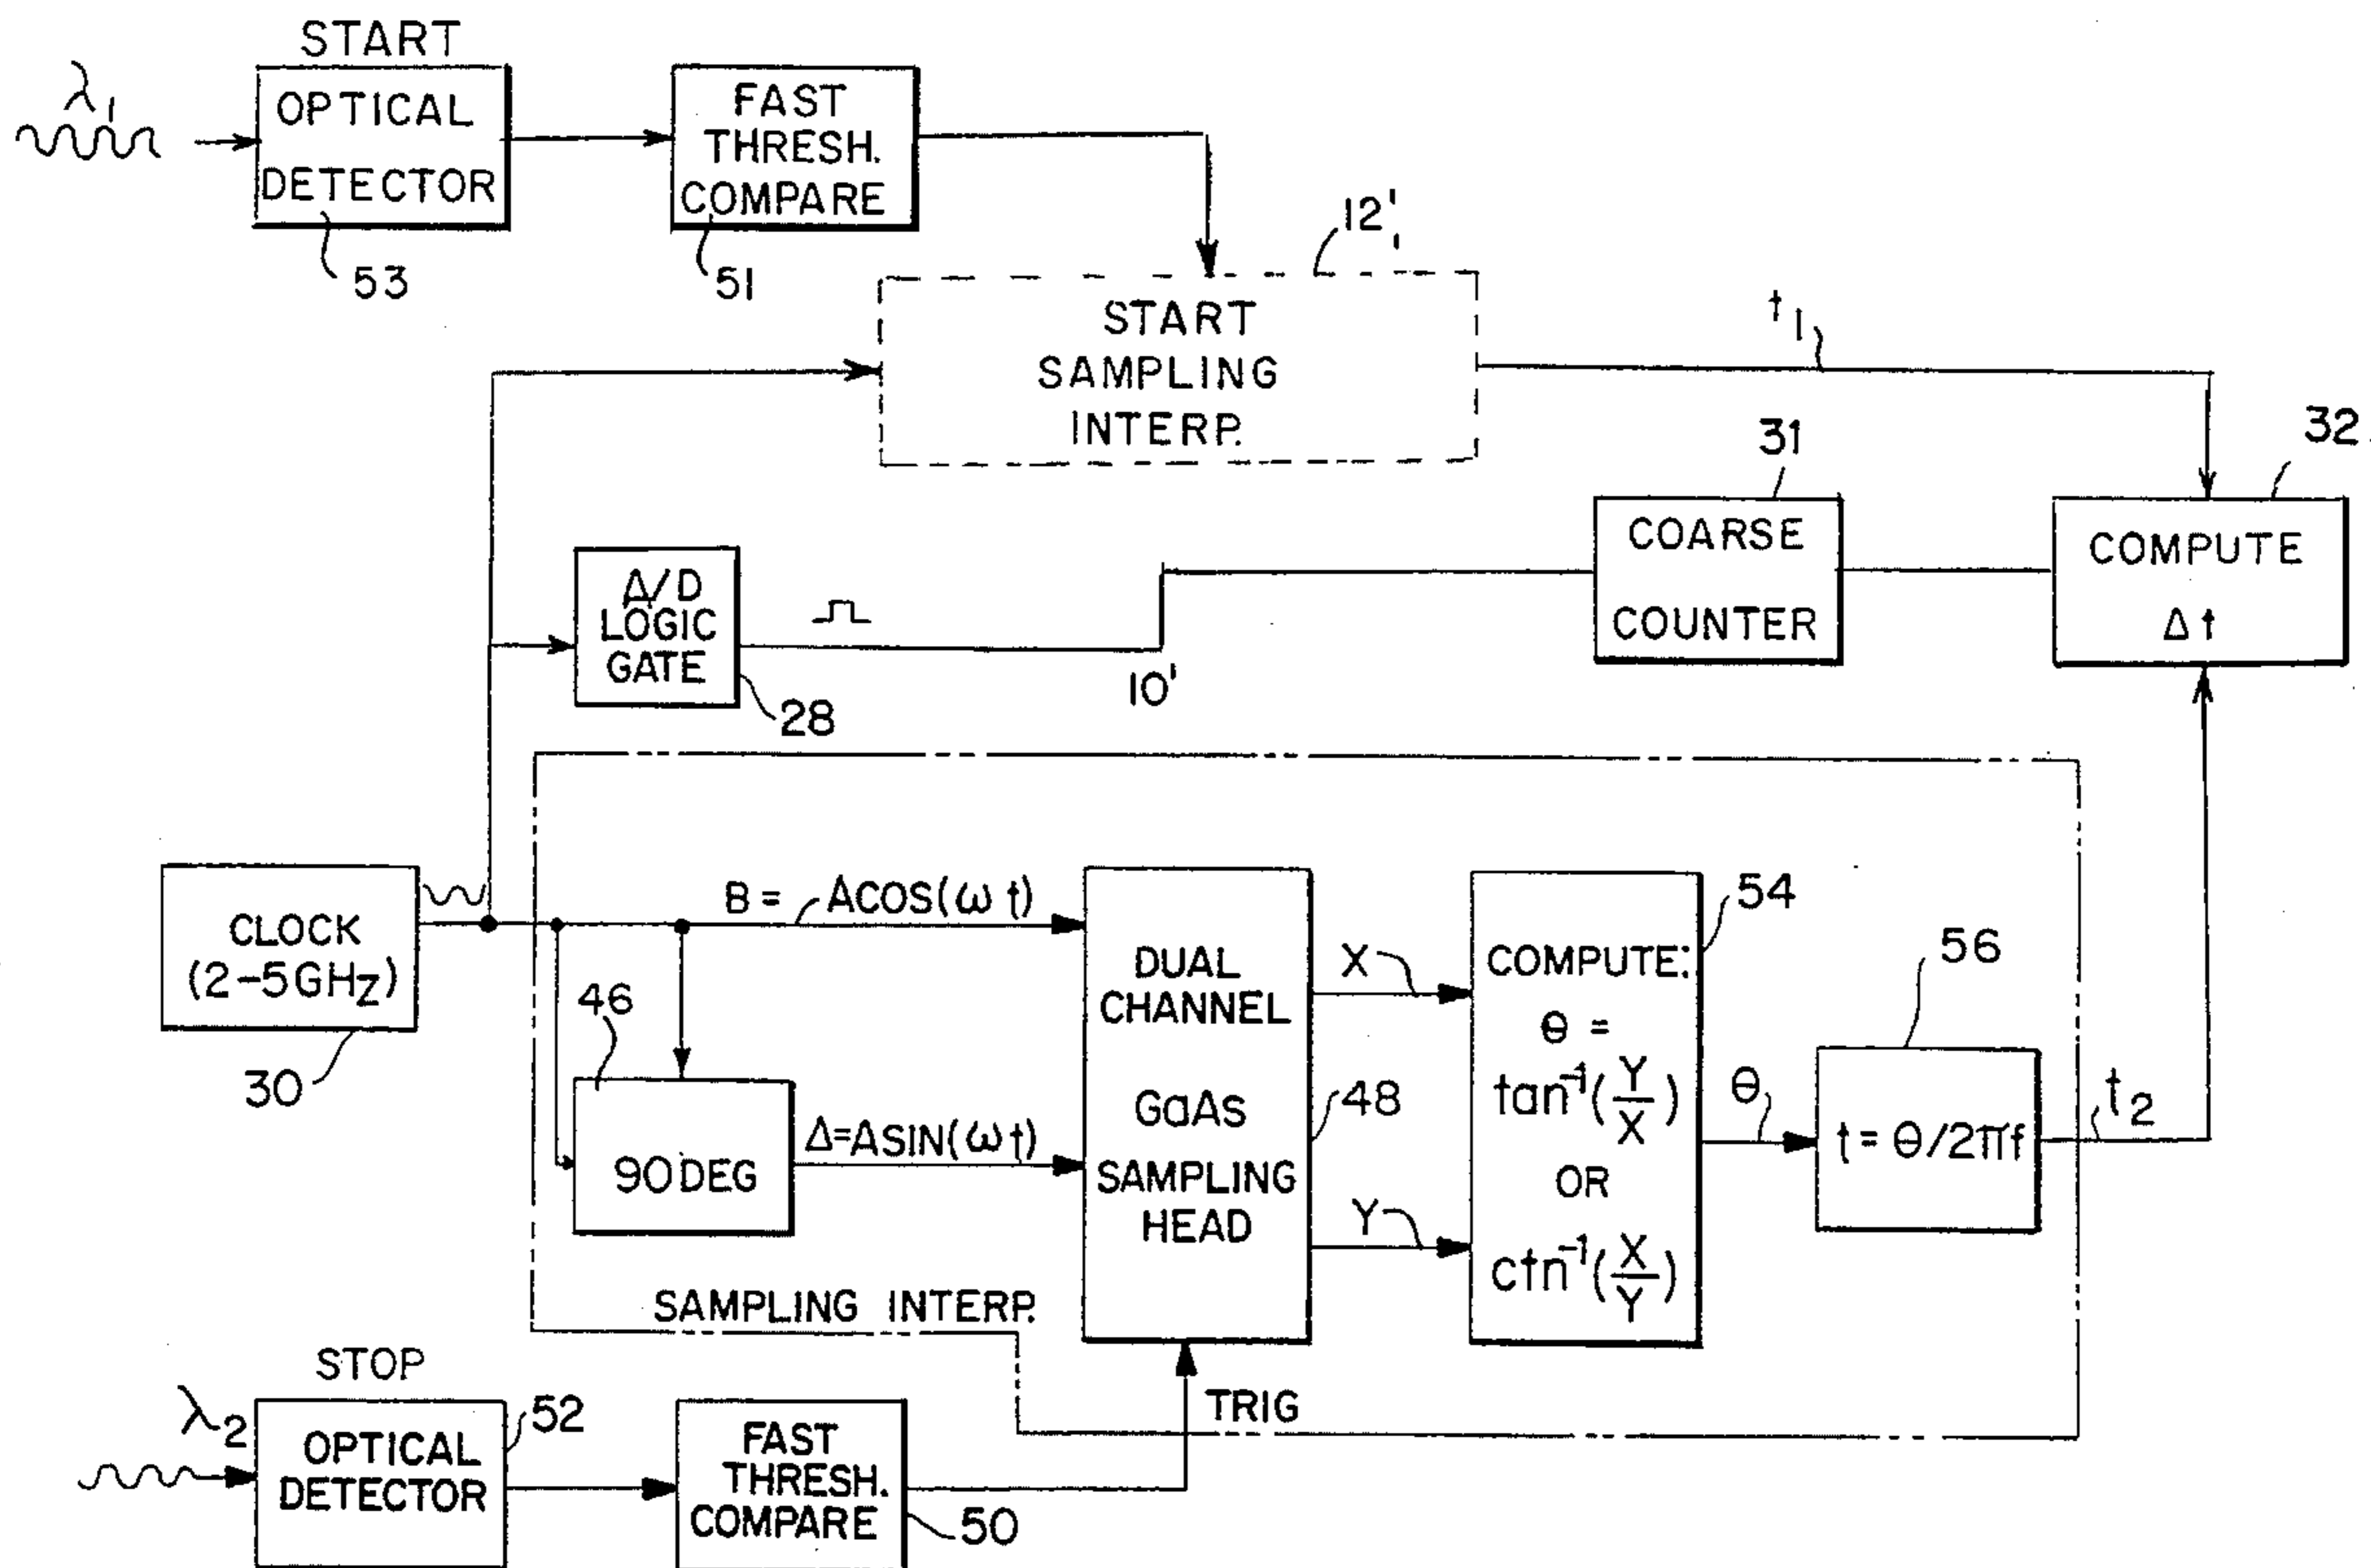 START
λ1
OPTICAL
DETECTOR
53
FAST
THRESH.
COMPARE
51
12'
START
SAMPLING
INTERP.
t1
31
32
COARSE
COUNTER
COMPUTE
Δt
A/D
LOGIC
GATE
28
10'
CLOCK
(2-5GHz)
30
B = ACOS(ωt)
46
90 DEG
Δ=ASIN(ωt)
DUAL
CHANNEL
GaAs
SAMPLING
HEAD
48
X
Y
54
COMPUTE:
θ =
tan⁻¹(Y/X)
OR
ctn⁻¹(X/Y)
θ
56
t = θ/2πf
t2
SAMPLING INTERP.
STOP
λ2
52
OPTICAL
DETECTOR
FAST
THRESH.
COMPARE
50
TRIG